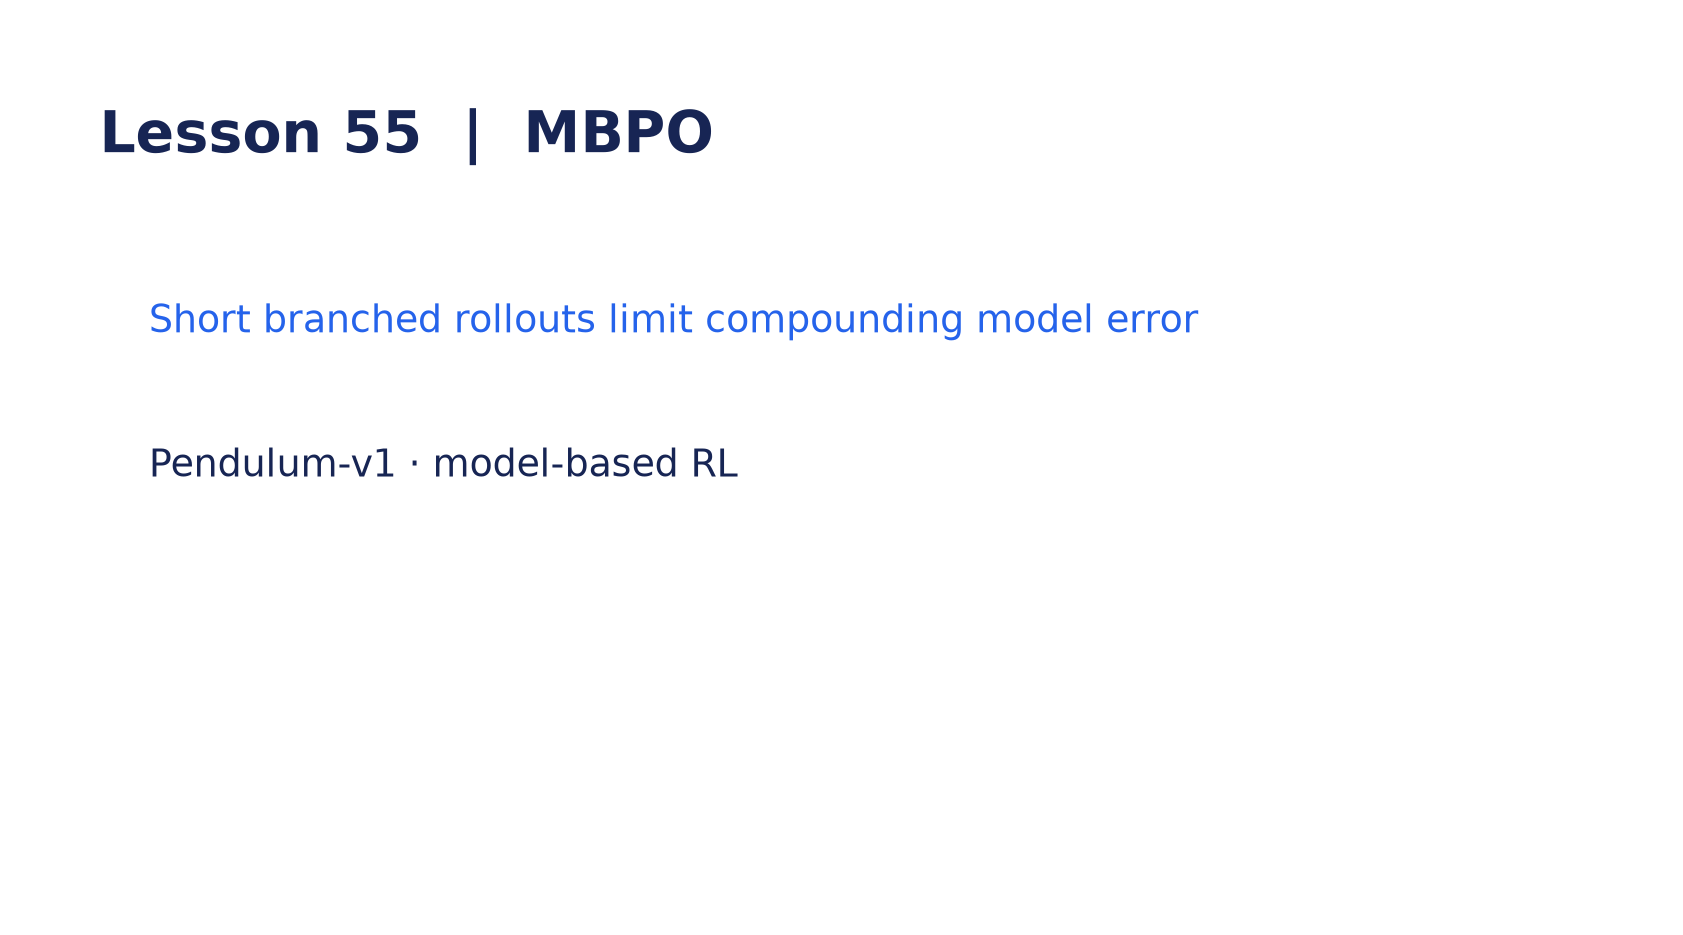 Lesson 55 | MBPO
Short branched rollouts limit compounding model error
Pendulum-v1 · model-based RL